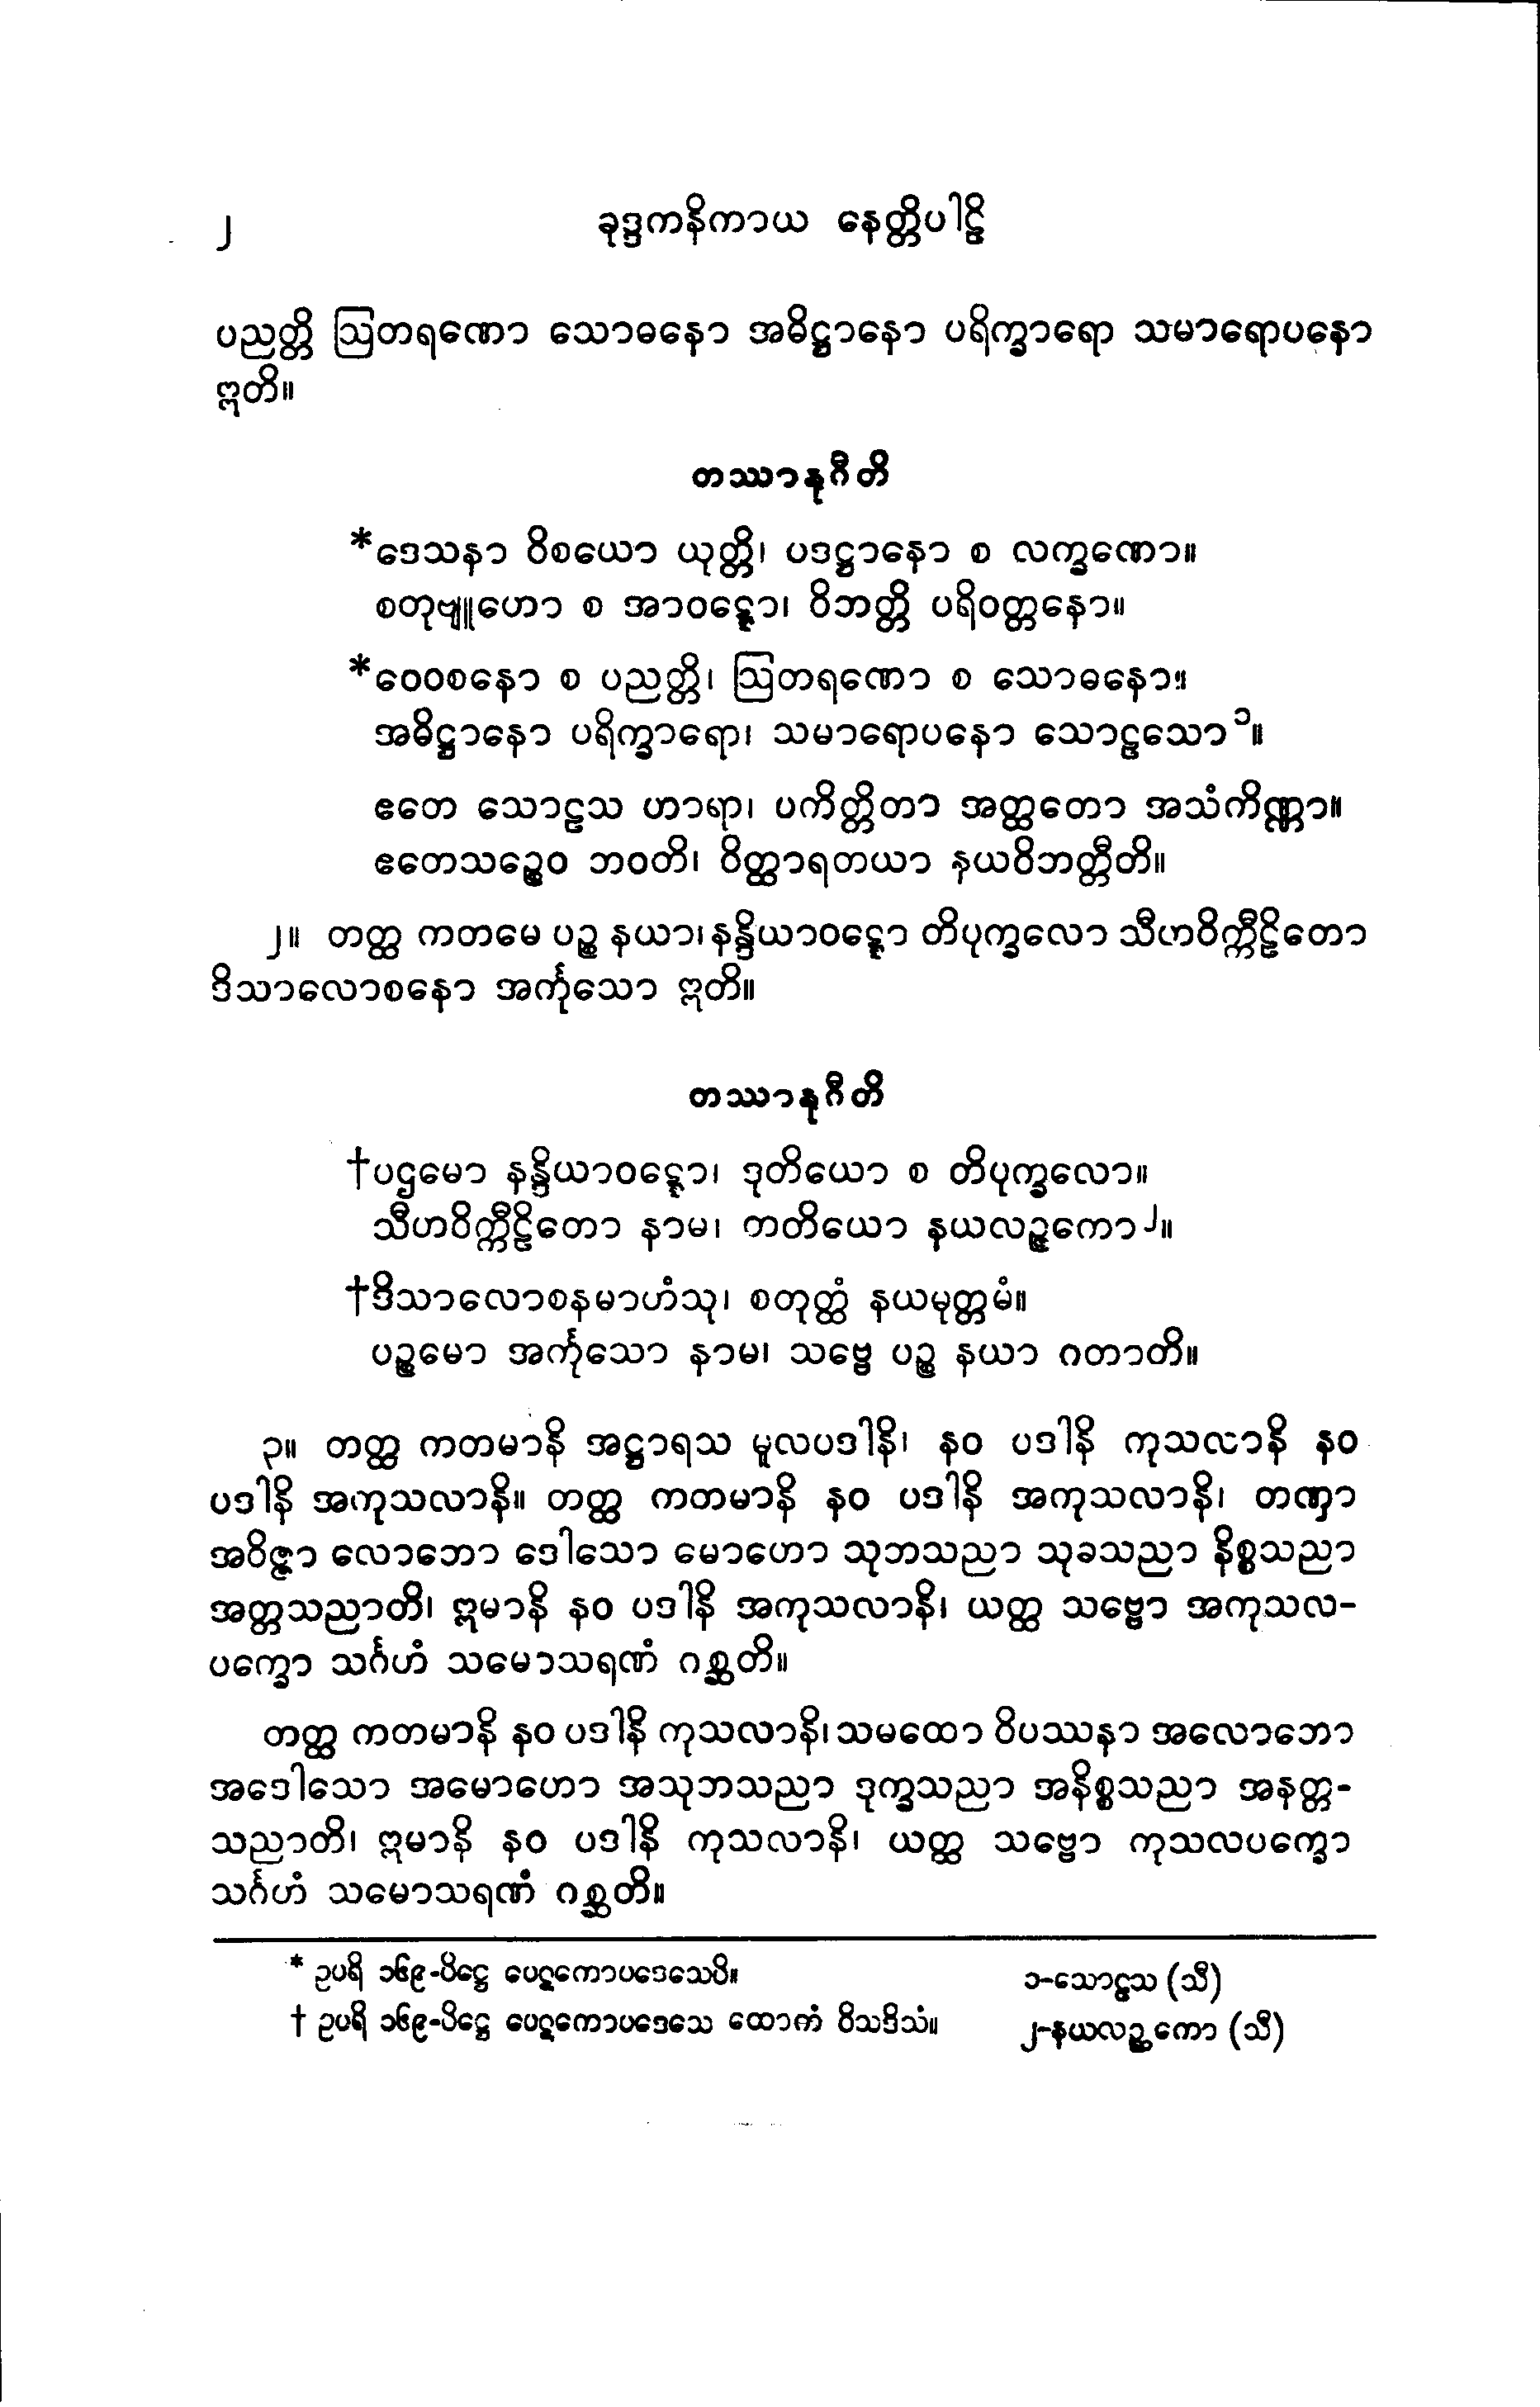 ၂ ခုဒ္ဒကနိကာယ နေတ္တိပါဠိ
ပညတ္တိ ဩတရဏော သောဓနော အဓိဋ္ဌာနော ပရိက္ခာရော သမာရောပနော
ဣတိ။
တဿာနုဂီတိ
*ဒေသနာ ဝိစယော ယုတ္တိ၊ ပဒဋ္ဌာနော စ လက္ခဏော။
စတုဗျူဟော စ အာဝဋ္ဋော၊ ဝိဘတ္တိ ပရိဝတ္တနော။
*ဝေဝစနော စ ပညတ္တိ၊ ဩတရဏော စ သောဓနော။
အဓိဋ္ဌာနော ပရိက္ခာရော၊ သမာရောပနော သောဠသော၁။
ဧတေ သောဠသ ဟာရာ၊ ပကိတ္တိတာ အတ္ထတော အသံကိဏ္ဏာ။
ဧတေသဉ္စေဝ ဘဝတိ၊ ဝိတ္ထာရတယာ နယဝိဘတ္တီတိ။
၂။ တတ္ထ ကတမေ ပဉ္စ နယာ၊ နန္ဒိယာဝဋ္ဋော တိပုက္ခလော သီဟဝိက္ကီဠိတော
ဒိသာလောစနော အင်္ကုသော ဣတိ။
တဿာနုဂီတိ
†ပဌမော နန္ဒိယာဝဋ္ဋော၊ ဒုတိယော စ တိပုက္ခလော။
သီဟဝိက္ကီဠိတော နာမ၊ တတိယော နယလဉ္ဇကော၂။
†ဒိသာလောစနမာဟံသု၊ စတုတ္ထံ နယမုတ္တမံ။
ပဉ္စမော အင်္ကုသော နာမ၊ သဗ္ဗေ ပဉ္စ နယာ ဂတာတိ။
၃။ တတ္ထ ကတမာနိ အဋ္ဌာရသ မူလပဒါနိ၊ နဝ ပဒါနိ ကုသလာနိ နဝ
ပဒါနိ အကုသလာနိ။ တတ္ထ ကတမာနိ နဝ ပဒါနိ အကုသလာနိ၊ တဏှာ
အဝိဇ္ဇာ လောဘော ဒေါသော မောဟော သုဘသညာ သုခသညာ နိစ္စသညာ
အတ္တသညာတိ၊ ဣမာနိ နဝ ပဒါနိ အကုသလာနိ၊ ယတ္ထ သဗ္ဗော အကုသလ-
ပက္ခော သင်္ဂဟံ သမောသရဏံ ဂစ္ဆတိ။
တတ္ထ ကတမာနိ နဝ ပဒါနိ ကုသလာနိ၊ သမထော ဝိပဿနာ အလောဘော
အဒေါသော အမောဟော အသုဘသညာ ဒုက္ခသညာ အနိစ္စသညာ အနတ္တ-
သညာတိ၊ ဣမာနိ နဝ ပဒါနိ ကုသလာနိ၊ ယတ္ထ သဗ္ဗော ကုသလပက္ခော
သင်္ဂဟံ သမောသရဏံ ဂစ္ဆတိ။
* ဥပရိ ၁၆၉-ပိဋ္ဌေ ပေဋကောပဒေသေပိ။ ၁-သောဠသ (သီ)
† ဥပရိ ၁၆၉-ပိဋ္ဌေ ပေဋကောပဒေသေ ထောကံ ဝိသဒိသံ။ ၂-နယလဉ္ဆကော (သီ)